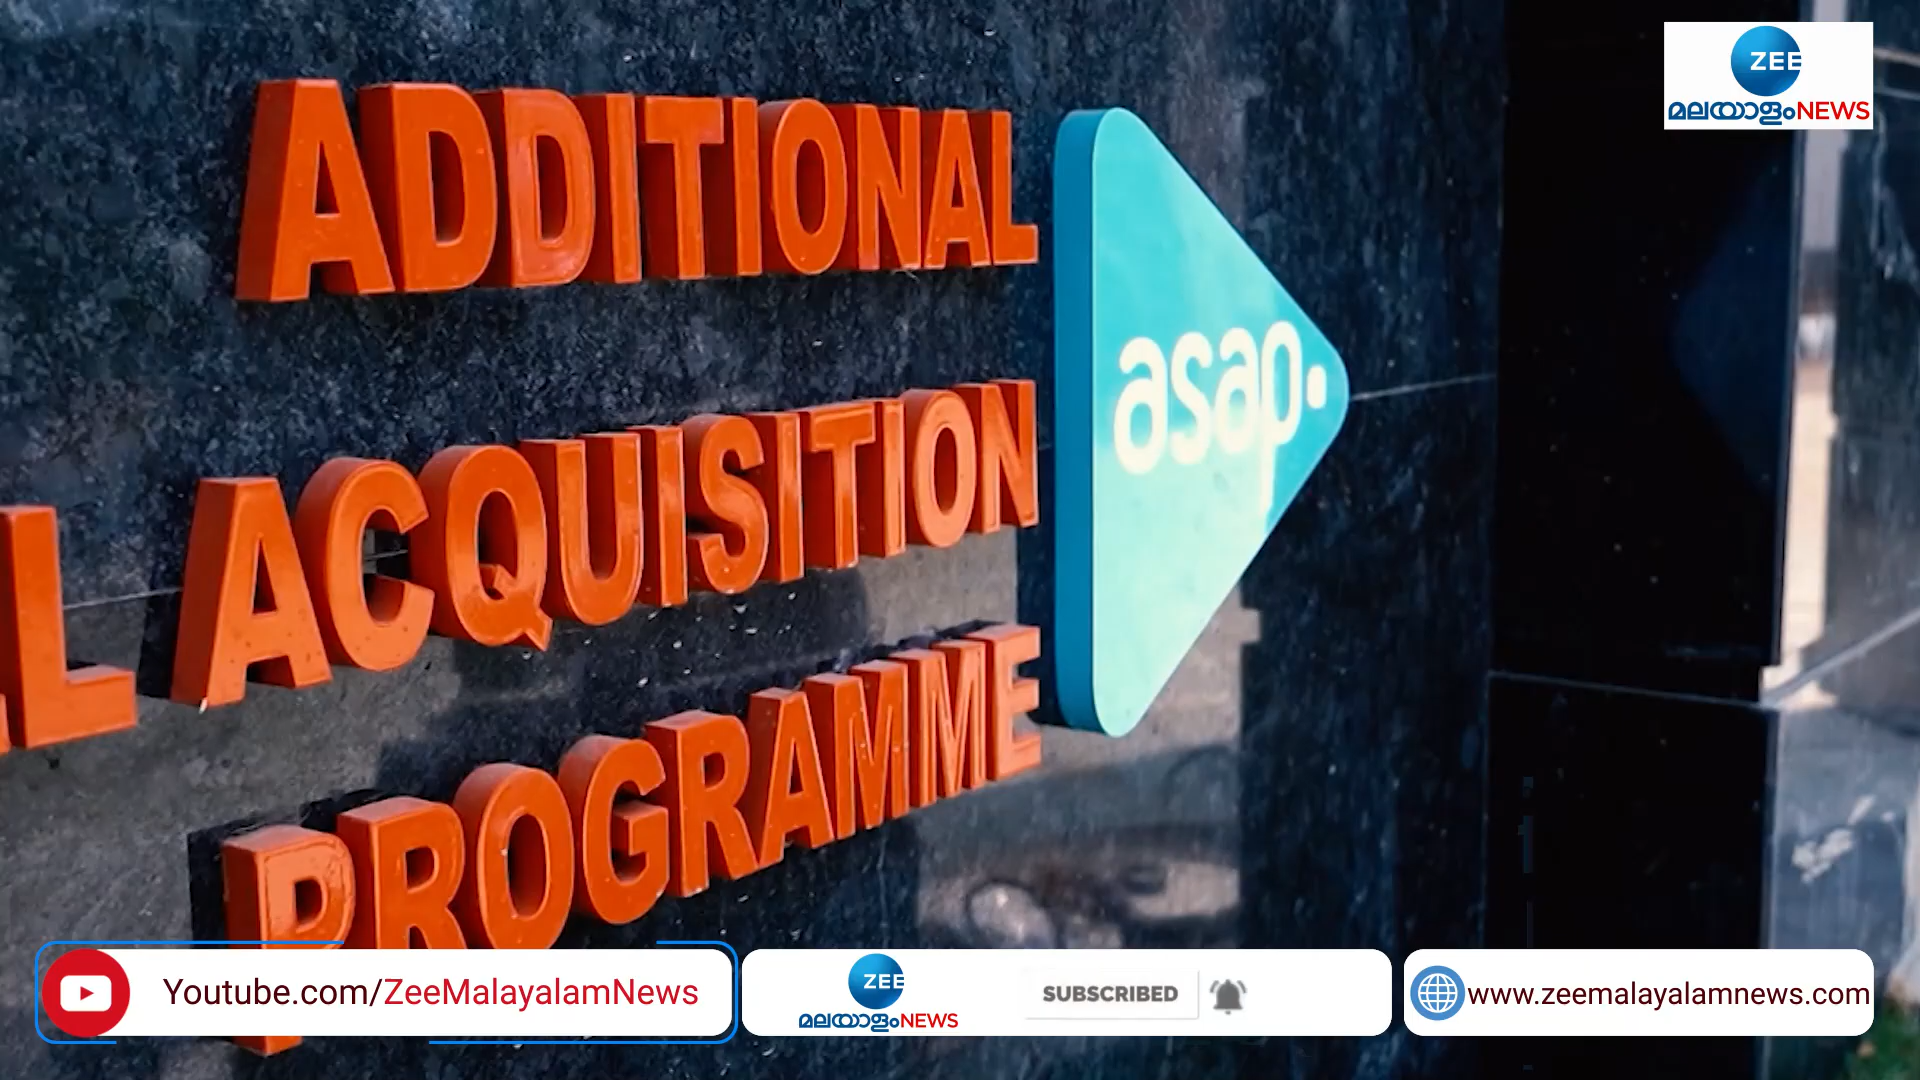 ADDITIONAL
L ACQUISITION
PROGRAMME
asap.
ZEE
മലയാളംNEWS
Youtube.com/ZeeMalayalamNews
ZEE
മലയാളംNEWS
SUBSCRIBED
www.zeemalayalamnews.com